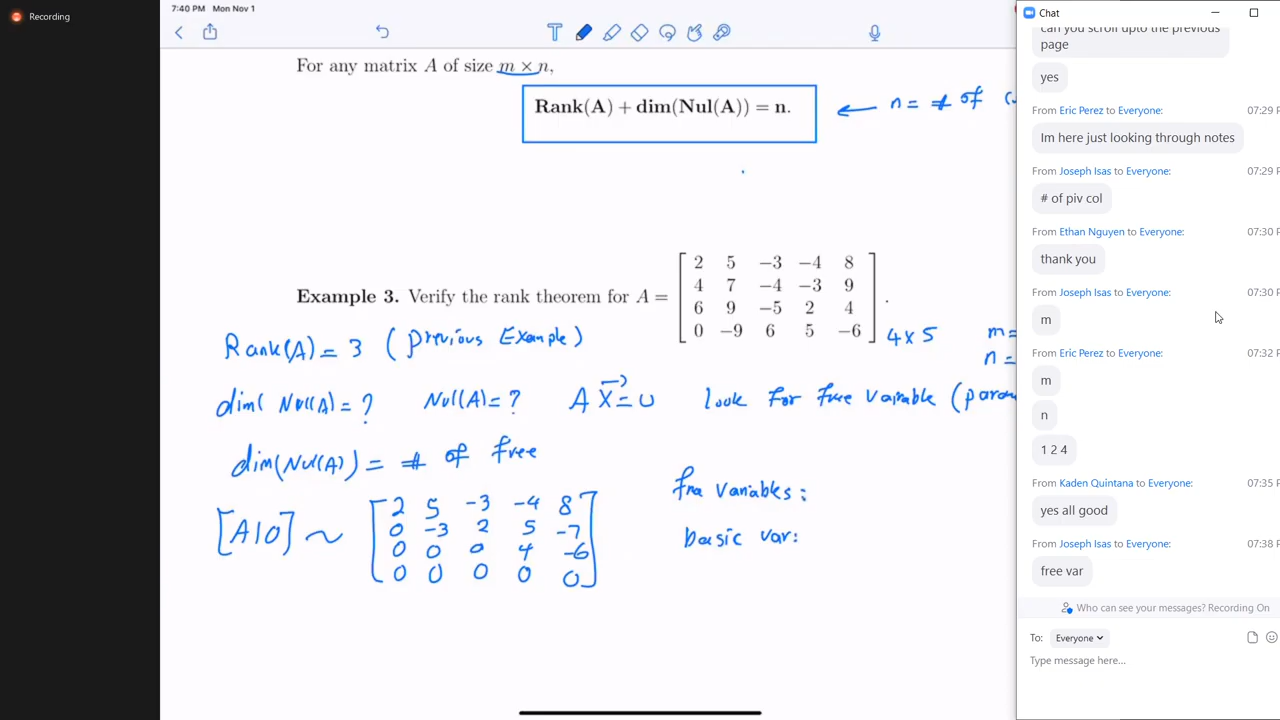 Recording
7:40 PM Mon Nov 1
For any matrix A of size m × n,
Rank(A) + dim(Nul(A)) = n.
← n = # of
Example 3. Verify the rank theorem for A =
2 5 −3 −4 8
4 7 −4 −3 9
6 9 −5 2 4
0 −9 6 5 −6
.
4 x 5
m=
n=
Rank(A) = 3 (previous Example)
dim(Nul(A)) = ? Nul(A) = ? A X⃗ = 0 look for free variable (param
dim(Nul(A)) = # of free
[A|0] ~
2 5 -3 -4 8
0 -3 2 5 -7
0 0 0 4 -6
0 0 0 0 0
free variables:
basic var:
Chat
can you scroll upto the previous
page
yes
From Eric Perez to Everyone: 07:29
Im here just looking through notes
From Joseph Isas to Everyone: 07:29
# of piv col
From Ethan Nguyen to Everyone: 07:30
thank you
From Joseph Isas to Everyone: 07:30
m
From Eric Perez to Everyone: 07:32
m
n
1 2 4
From Kaden Quintana to Everyone: 07:35
yes all good
From Joseph Isas to Everyone: 07:38
free var
Who can see your messages? Recording On
To: Everyone
Type message here...